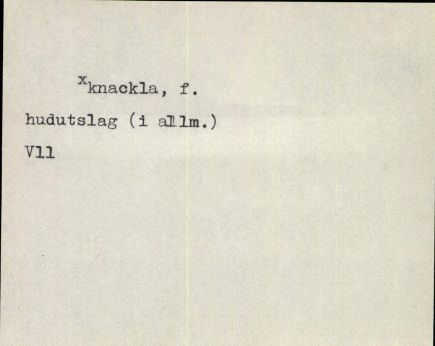 xknackla, f.
hudutslag (i allm.)
Vll